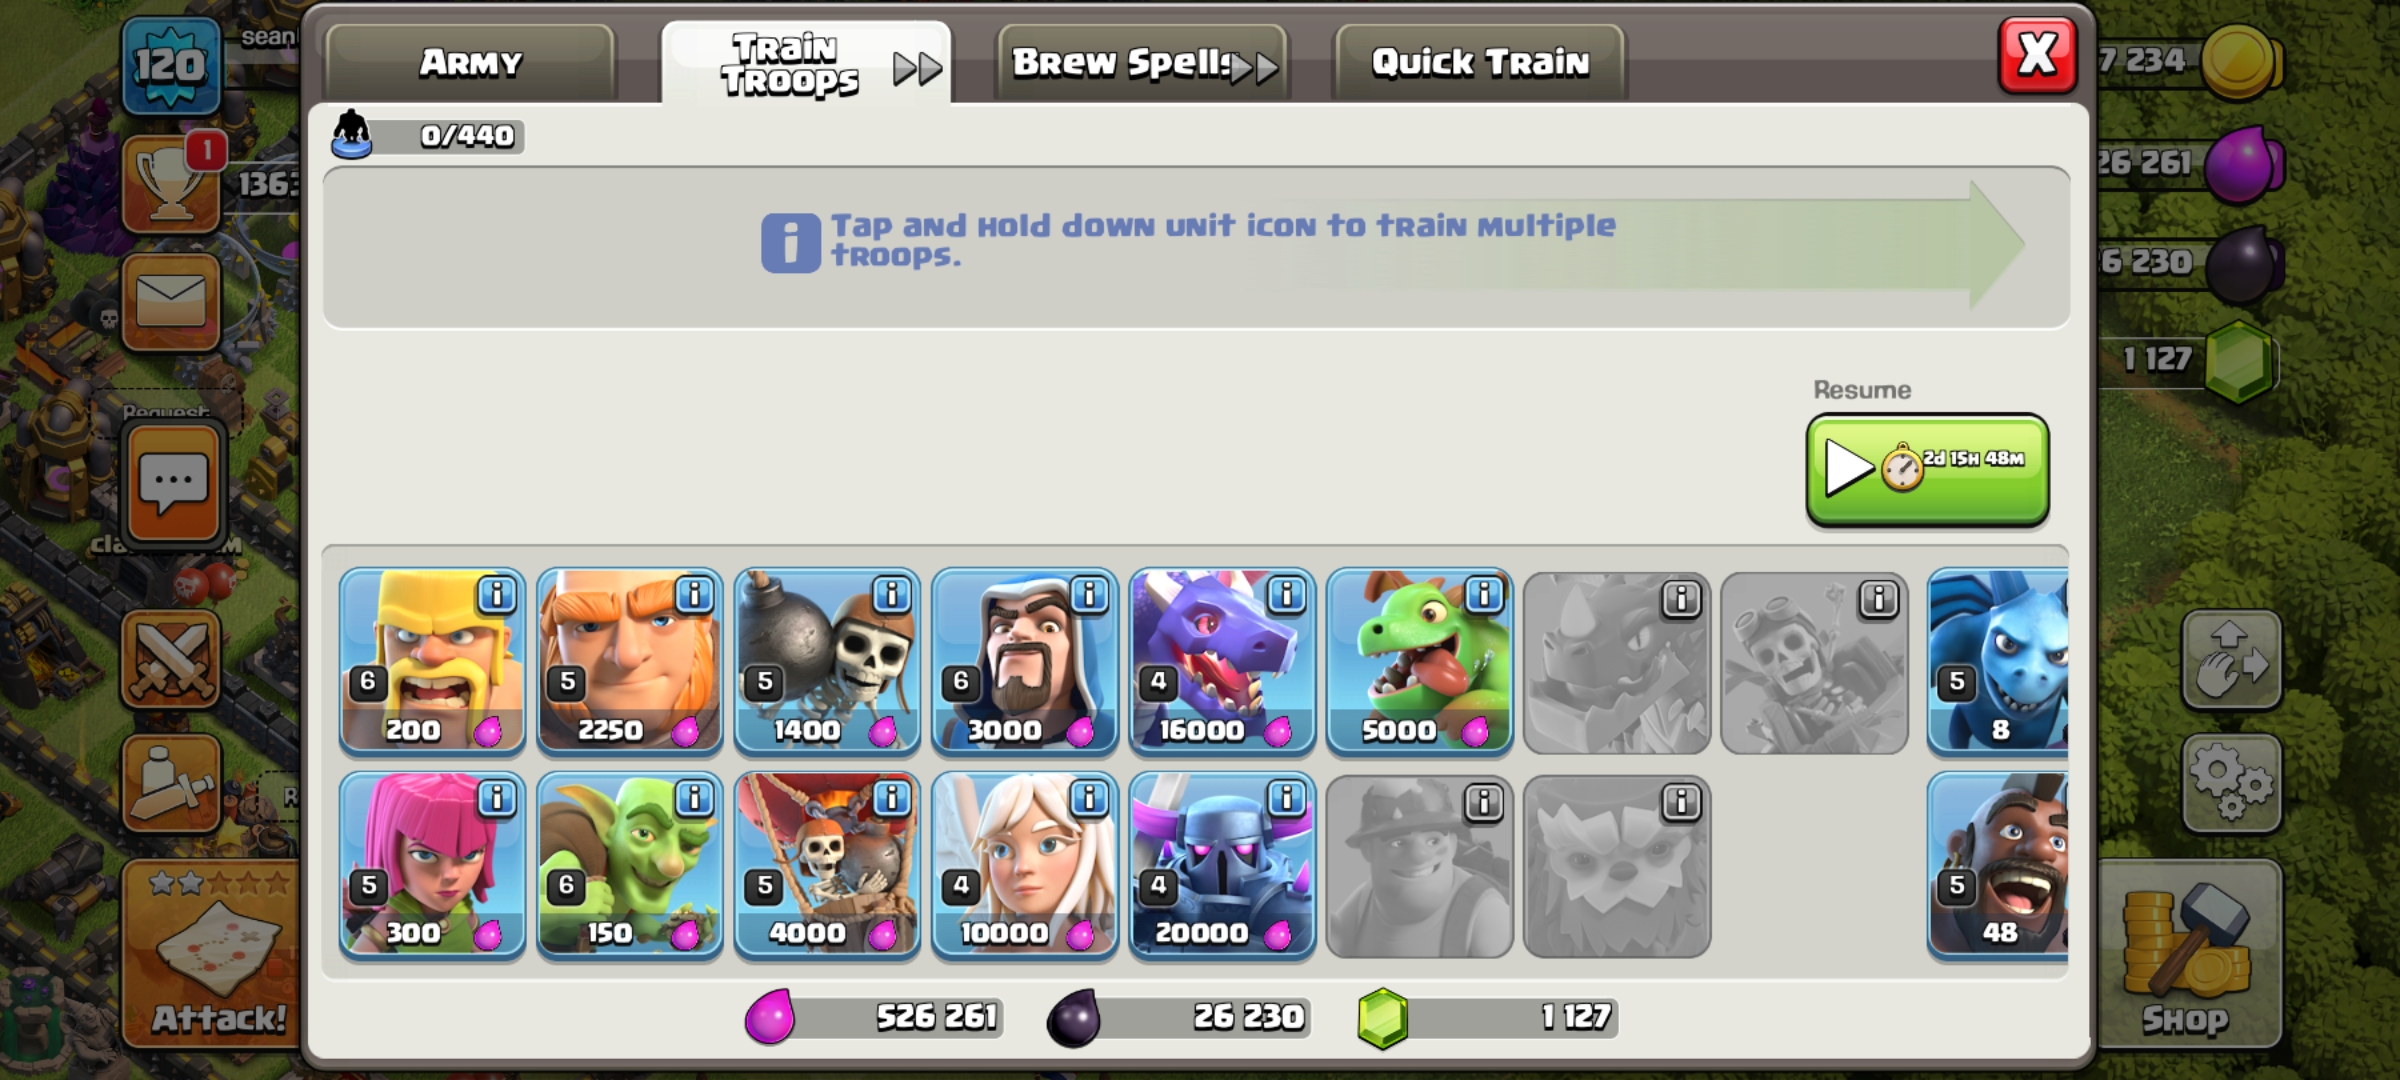 120
sean
Army
Train
Troops
Brew Spells
Quick Train
X
7 234
0/440
1
136
26 261
Tap and hold down unit icon to train multiple
troops.
6 230
1 127
Resume
2d 15h 48m
Request
6
200
5
2250
5
1400
6
3000
4
16000
5000
5
8
5
300
6
150
5
4000
4
10000
4
20000
5
48
R
Attack!
526 261
26 230
1 127
Shop